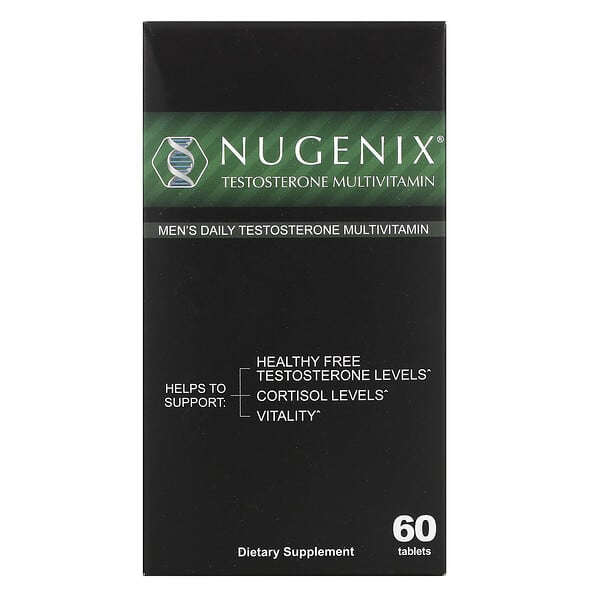 NUGENIX®
TESTOSTERONE MULTIVITAMIN
MEN'S DAILY TESTOSTERONE MULTIVITAMIN
HELPS TO
SUPPORT:
HEALTHY FREE
TESTOSTERONE LEVELS^
CORTISOL LEVELS^
VITALITY^
60
tablets
Dietary Supplement